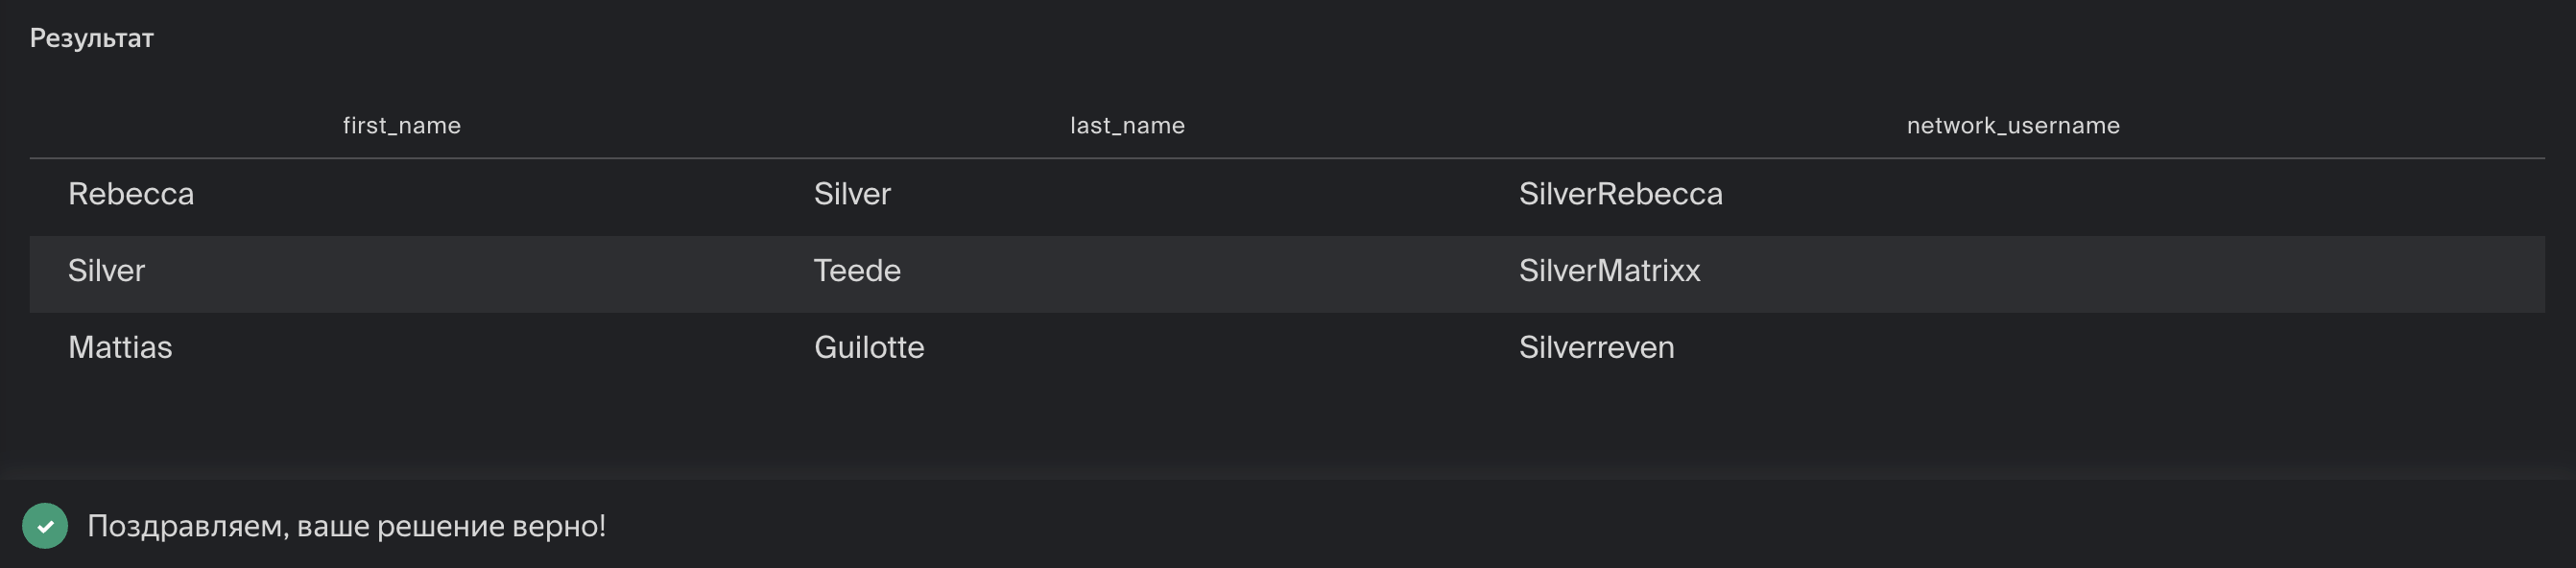 Результат
first_name last_name network_username
Rebecca Silver SilverRebecca
Silver Teede SilverMatrixx
Mattias Guilotte Silverreven
Поздравляем, ваше решение верно!